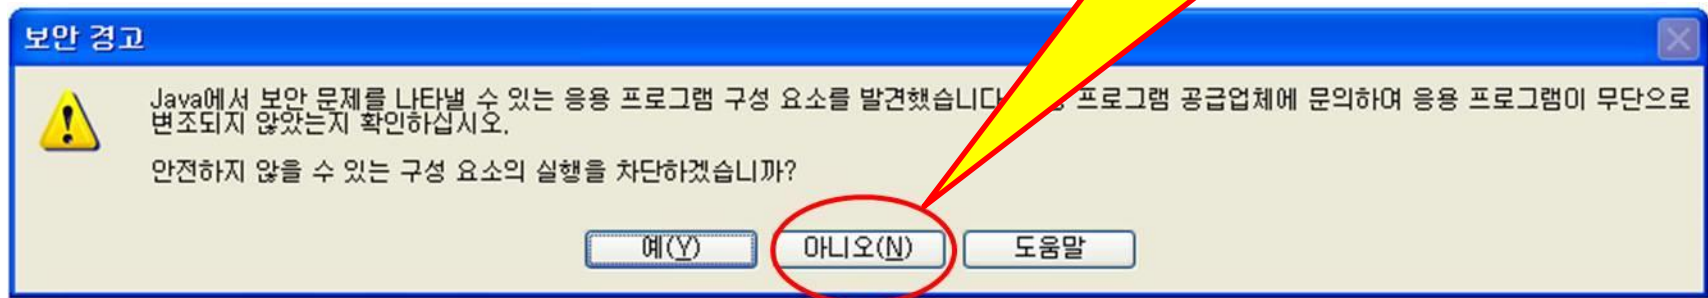 보안 경고
Java에서 보안 문제를 나타낼 수 있는 응용 프로그램 구성 요소를 발견했습니다 프로그램 공급업체에 문의하여 응용 프로그램이 무단으로
변조되지 않았는지 확인하십시오.
안전하지 않을 수 있는 구성 요소의 실행을 차단하겠습니까?
예(Y) 아니오(N) 도움말